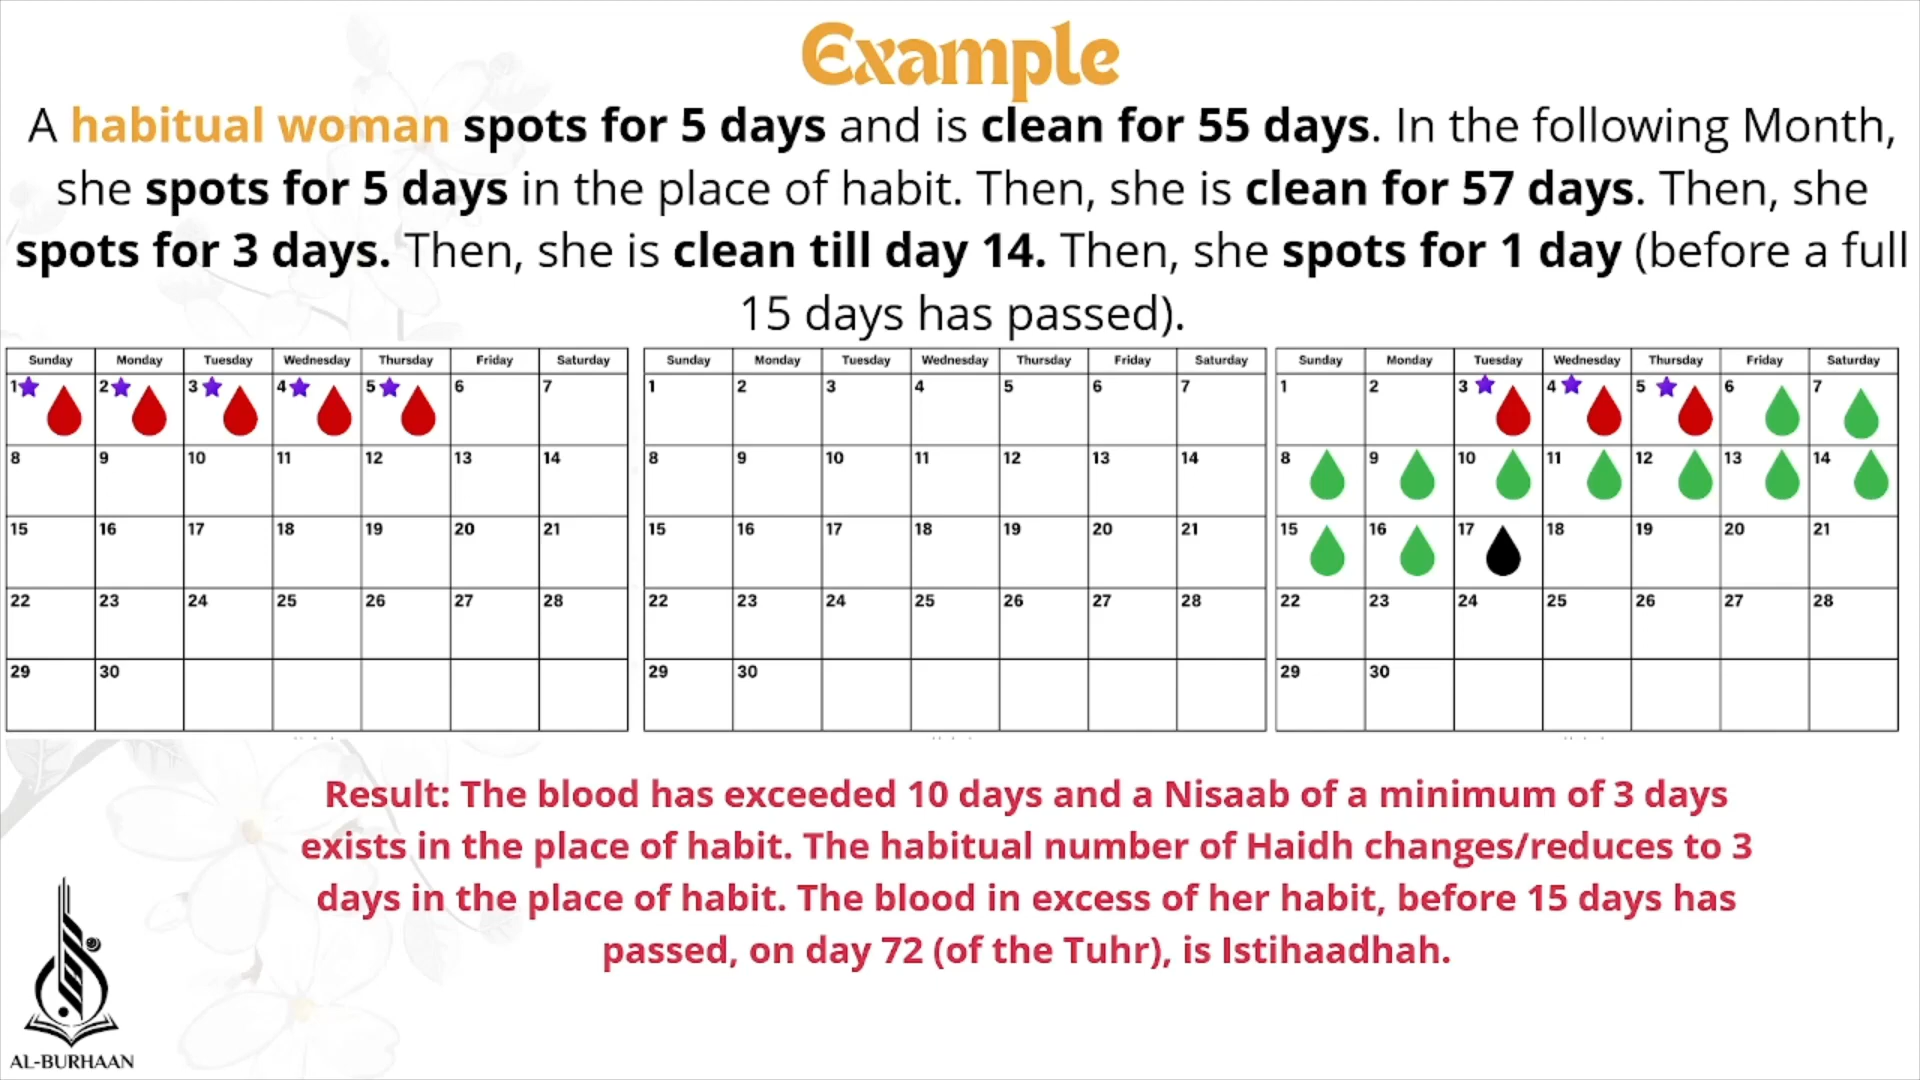 Example
A habitual woman spots for 5 days and is clean for 55 days. In the following Month,
she spots for 5 days in the place of habit. Then, she is clean for 57 days. Then, she
spots for 3 days. Then, she is clean till day 14. Then, she spots for 1 day (before a full
15 days has passed).
Sunday Monday Tuesday Wednesday Thursday Friday Saturday
1 2 3 4 5 6 7
8 9 10 11 12 13 14
15 16 17 18 19 20 21
22 23 24 25 26 27 28
29 30
Sunday Monday Tuesday Wednesday Thursday Friday Saturday
1 2 3 4 5 6 7
8 9 10 11 12 13 14
15 16 17 18 19 20 21
22 23 24 25 26 27 28
29 30
Sunday Monday Tuesday Wednesday Thursday Friday Saturday
1 2 3 4 5 6 7
8 9 10 11 12 13 14
15 16 17 18 19 20 21
22 23 24 25 26 27 28
29 30
Result: The blood has exceeded 10 days and a Nisaab of a minimum of 3 days
exists in the place of habit. The habitual number of Haidh changes/reduces to 3
days in the place of habit. The blood in excess of her habit, before 15 days has
passed, on day 72 (of the Tuhr), is Istihaadhah.
AL-BURHAAN